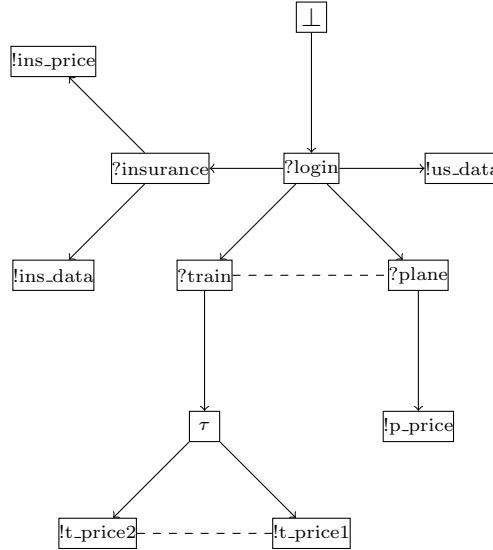 ⊥
!ins_price
?insurance
?login
!us_data
!ins_data
?train
?plane
τ
!p_price
!t_price2
!t_price1